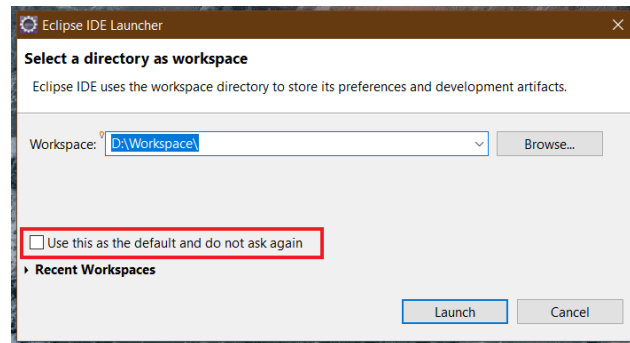 Eclipse IDE Launcher
Select a directory as workspace
Eclipse IDE uses the workspace directory to store its preferences and development artifacts.
Workspace: D:\Workspace\ Browse...
Use this as the default and do not ask again
Recent Workspaces
Launch Cancel